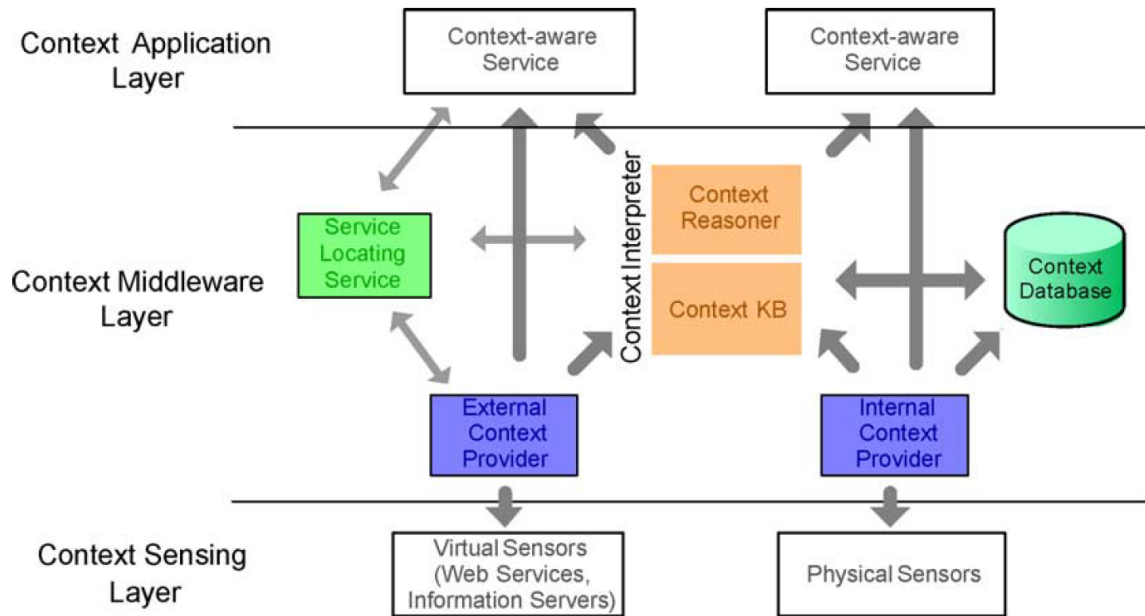 Context Application
Layer
Context-aware
Service
Context-aware
Service
Context Middleware
Layer
Service
Locating
Service
Context Interpreter
Context
Reasoner
Context KB
Context
Database
External
Context
Provider
Internal
Context
Provider
Context Sensing
Layer
Virtual Sensors
(Web Services,
Information Servers)
Physical Sensors